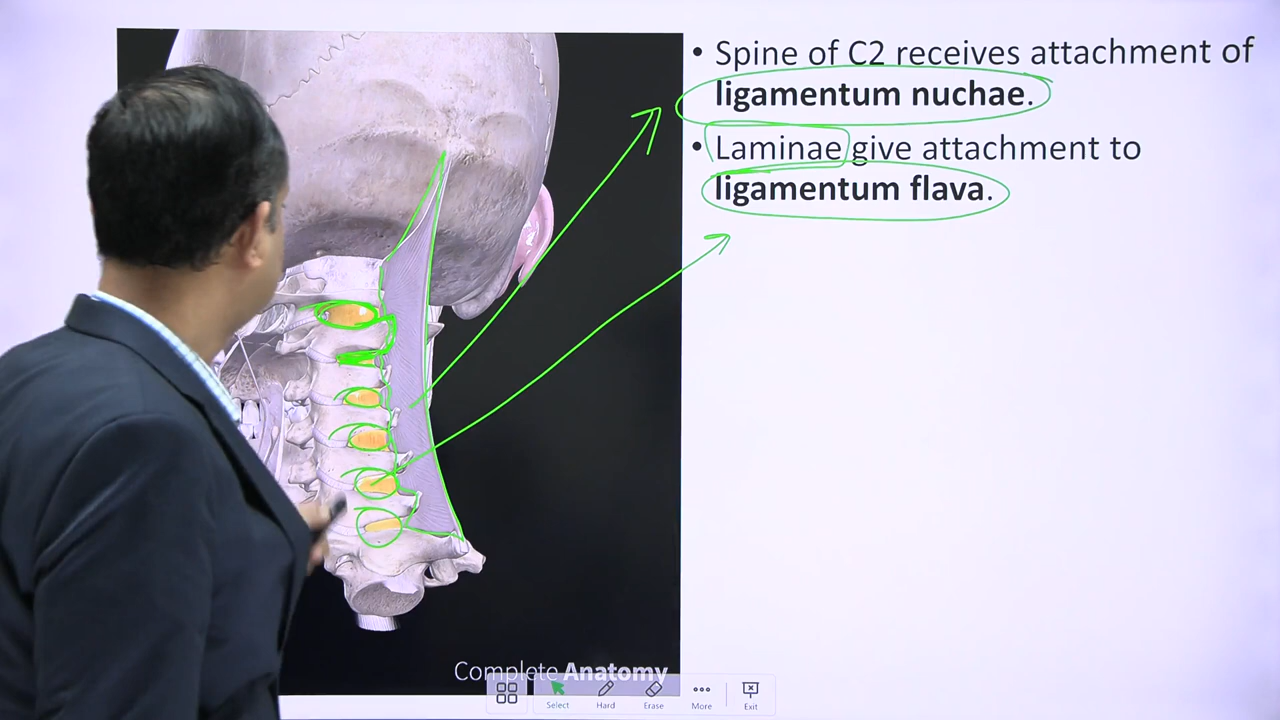 • Spine of C2 receives attachment of
ligamentum nuchae.
• Laminae give attachment to
ligamentum flava.
Complete Anatomy
Select
Hard
Erase
More
Exit